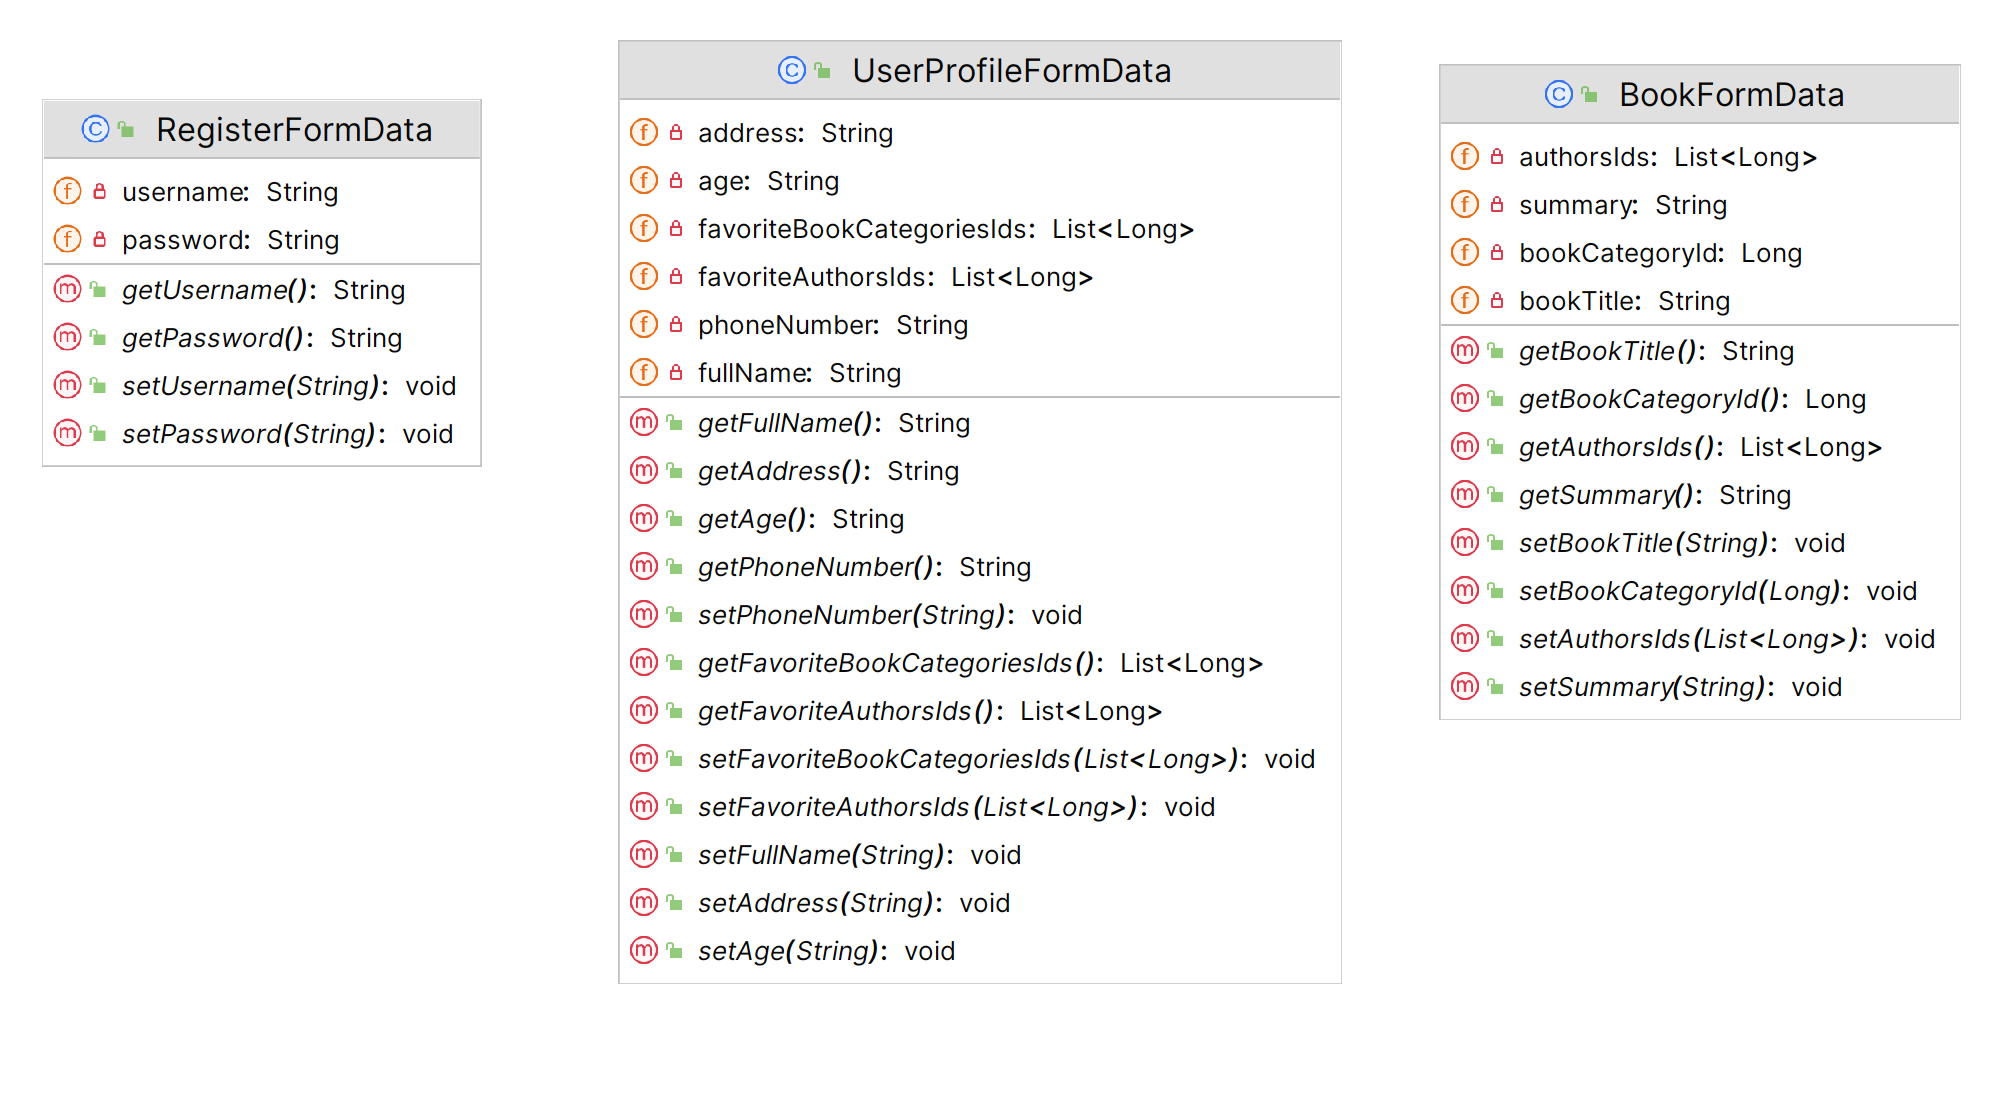 RegisterFormData
username: String
password: String
getUsername(): String
getPassword(): String
setUsername(String): void
setPassword(String): void
UserProfileFormData
address: String
age: String
favoriteBookCategoriesIds: List<Long>
favoriteAuthorsIds: List<Long>
phoneNumber: String
fullName: String
getFullName(): String
getAddress(): String
getAge(): String
getPhoneNumber(): String
setPhoneNumber(String): void
getFavoriteBookCategoriesIds(): List<Long>
getFavoriteAuthorsIds(): List<Long>
setFavoriteBookCategoriesIds(List<Long>): void
setFavoriteAuthorsIds(List<Long>): void
setFullName(String): void
setAddress(String): void
setAge(String): void
BookFormData
authorsIds: List<Long>
summary: String
bookCategoryId: Long
bookTitle: String
getBookTitle(): String
getBookCategoryId(): Long
getAuthorsIds(): List<Long>
getSummary(): String
setBookTitle(String): void
setBookCategoryId(Long): void
setAuthorsIds(List<Long>): void
setSummary(String): void